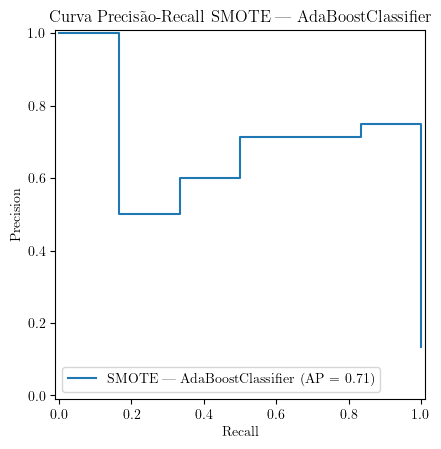 Curva Precisão-Recall SMOTE — AdaBoostClassifier
1.0
0.8
0.6
0.4
0.2
0.0
Precision
SMOTE — AdaBoostClassifier (AP = 0.71)
0.0 0.2 0.4 0.6 0.8 1.0
Recall